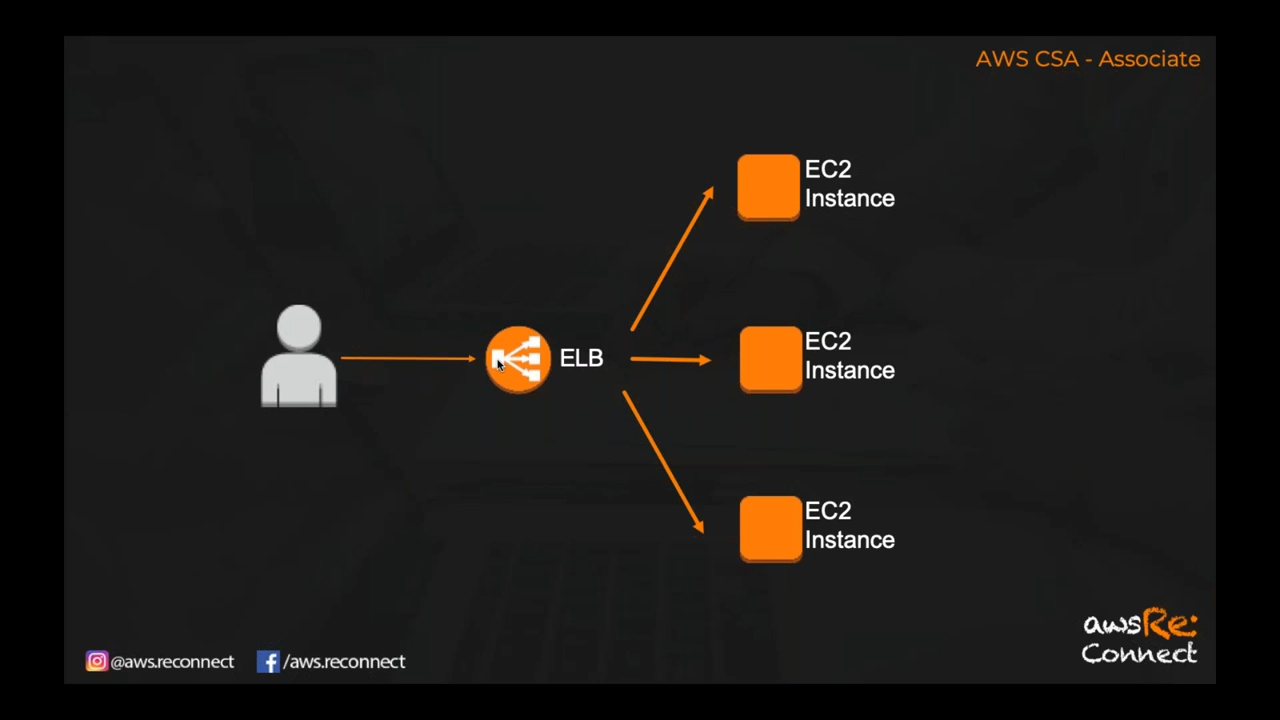 AWS CSA - Associate
EC2
Instance
ELB
EC2
Instance
EC2
Instance
awsRe:
Connect
@aws.reconnect
/aws.reconnect